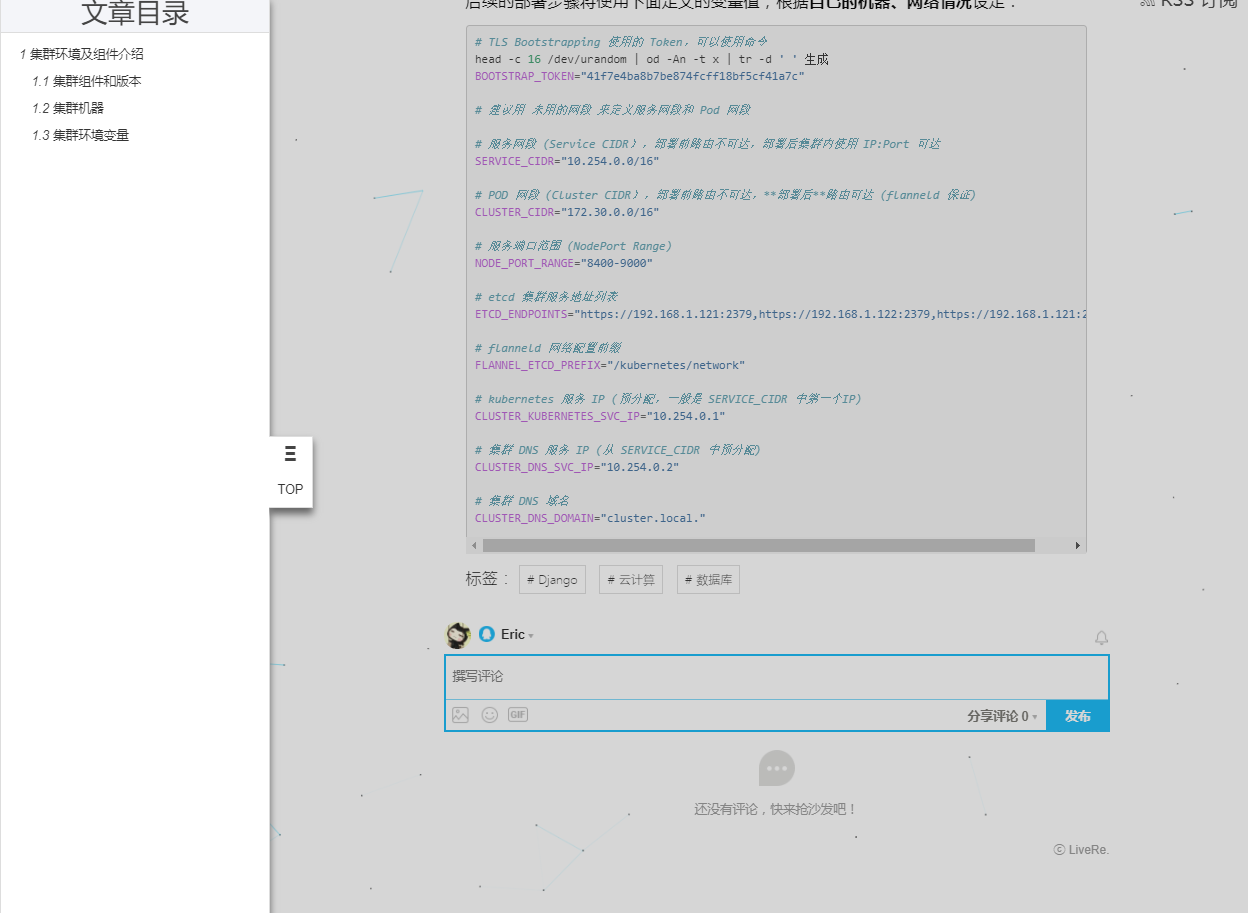 文章目录
1 集群环境及组件介绍
1.1 集群组件和版本
1.2 集群机器
1.3 集群环境变量
TOP
RSS 订阅
后续的部署步骤将使用下面定义的变量值，根据自己的机器、网络情况设定：
# TLS Bootstrapping 使用的 Token，可以使用命令
head -c 16 /dev/urandom | od -An -t x | tr -d ' ' 生成
BOOTSTRAP_TOKEN="41f7e4ba8b7be874fcff18bf5cf41a7c"
# 建议用 未用的网段 来定义服务网段和 Pod 网段
# 服务网段 (Service CIDR），部署前路由不可达，部署后集群内使用 IP:Port 可达
SERVICE_CIDR="10.254.0.0/16"
# POD 网段 (Cluster CIDR），部署前路由不可达，**部署后**路由可达 (flanneld 保证)
CLUSTER_CIDR="172.30.0.0/16"
# 服务端口范围 (NodePort Range)
NODE_PORT_RANGE="8400-9000"
# etcd 集群服务地址列表
ETCD_ENDPOINTS="https://192.168.1.121:2379,https://192.168.1.122:2379,https://192.168.1.121:2
# flanneld 网络配置前缀
FLANNEL_ETCD_PREFIX="/kubernetes/network"
# kubernetes 服务 IP (预分配，一般是 SERVICE_CIDR 中第一个IP)
CLUSTER_KUBERNETES_SVC_IP="10.254.0.1"
# 集群 DNS 服务 IP (从 SERVICE_CIDR 中预分配)
CLUSTER_DNS_SVC_IP="10.254.0.2"
# 集群 DNS 域名
CLUSTER_DNS_DOMAIN="cluster.local."
标签： # Django # 云计算 # 数据库
Eric
撰写评论
GIF 分享评论 0 发布
还没有评论，快来抢沙发吧！
ⓒ LiveRe.